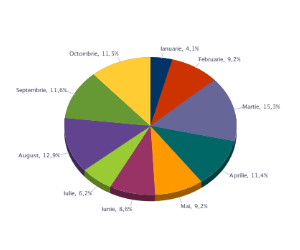 Ianuarie, 4,1%
Februarie, 9,2%
Martie, 15,3%
Aprilie, 11,4%
Mai, 9,2%
Iunie, 8,6%
Iulie, 6,2%
August, 12,9%
Septembrie, 11,6%
Octombrie, 11,5%